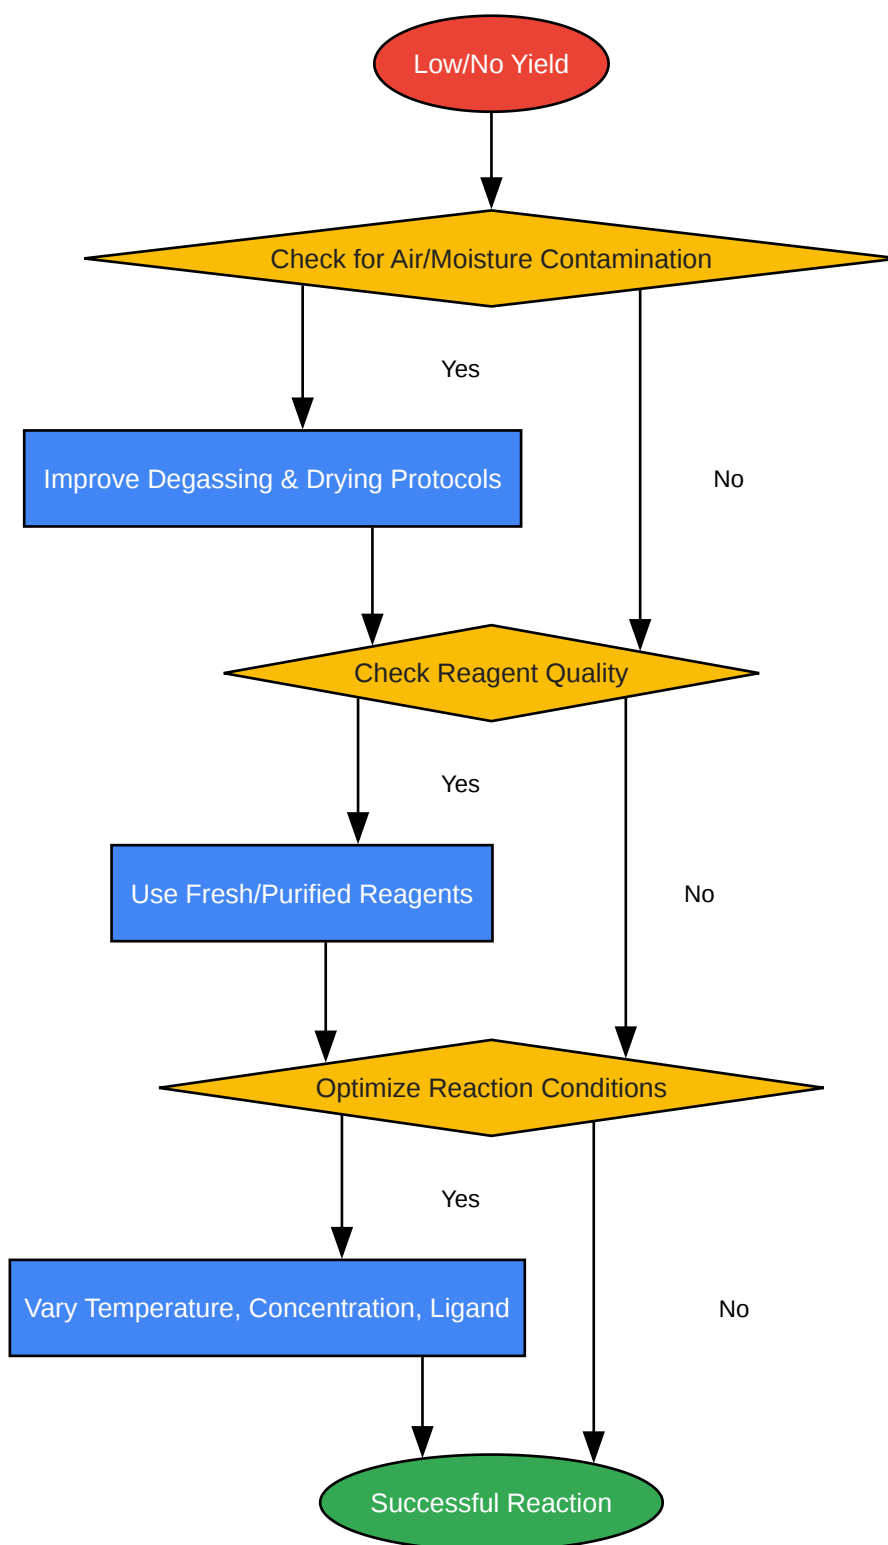 Low/No Yield
Check for Air/Moisture Contamination
Yes
Improve Degassing & Drying Protocols
No
Check Reagent Quality
Yes
Use Fresh/Purified Reagents
No
Optimize Reaction Conditions
Yes
Vary Temperature, Concentration, Ligand
No
Successful Reaction